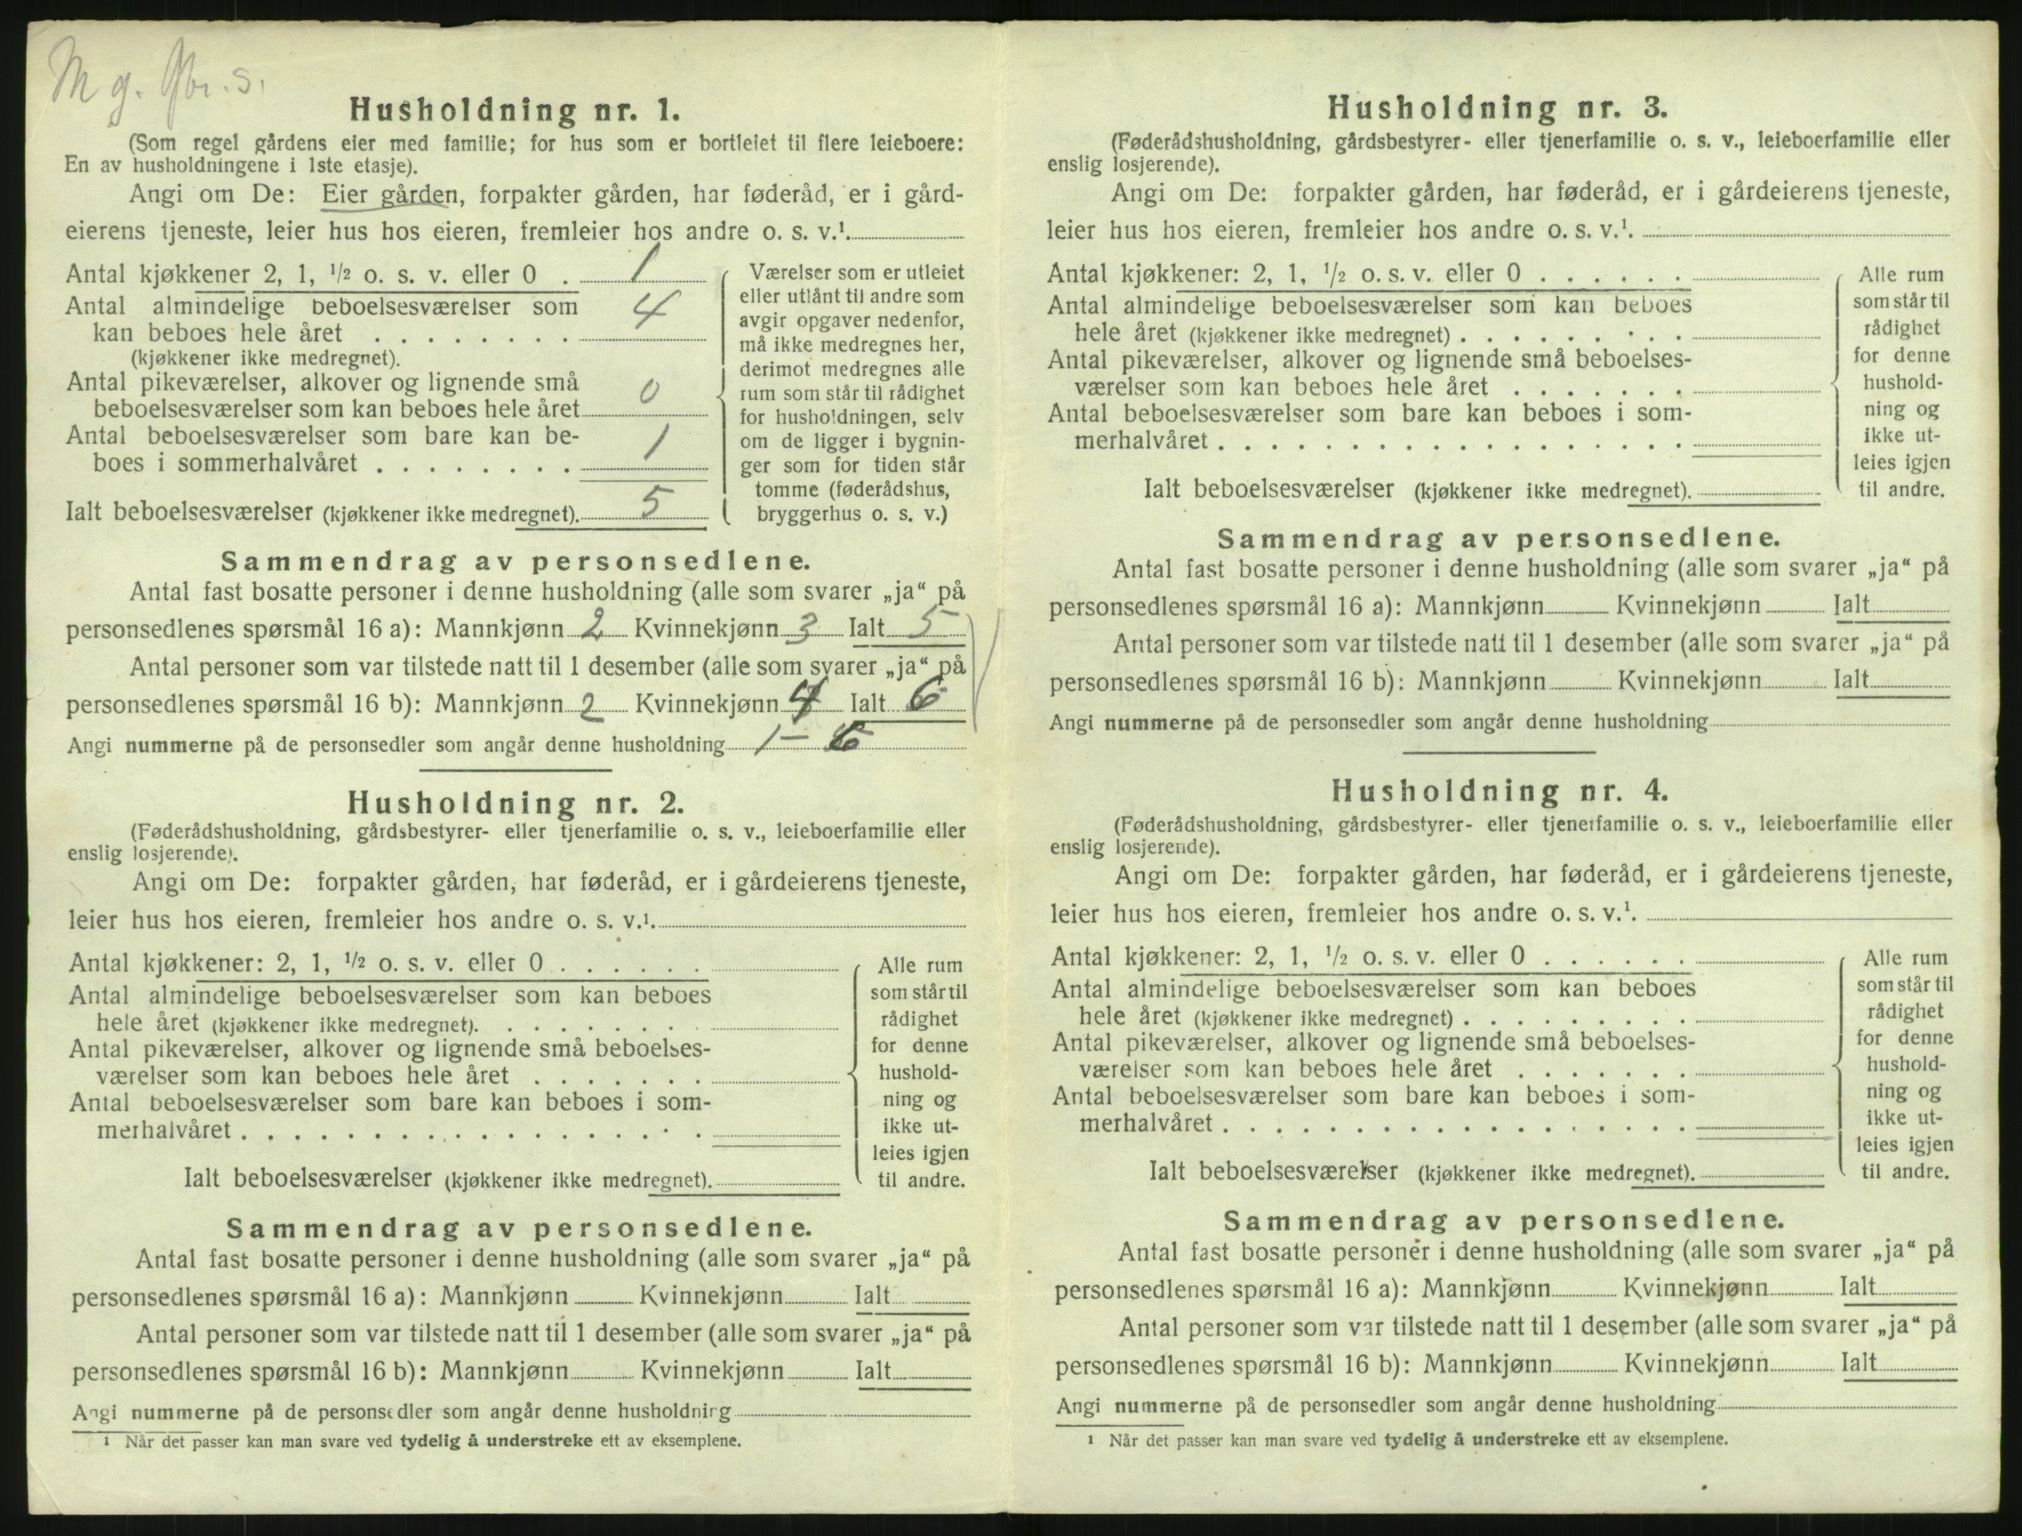 M g. Gbr. s.
Husholdning nr. 1.
(Som regel gårdens eier med familie; for hus som er bortleiet til flere leieboere:
En av husholdningene i 1ste etasje).
Angi om De: Eier gården, forpakter gården, har føderåd, er i gård-
eierens tjeneste, leier hus hos eieren, fremleier hos andre o. s. v.¹.
Antal kjøkkener 2, 1, ½ o. s. v. eller 0 . 1
Antal almindelige beboelsesværelser som
kan beboes hele året . . . . . . . . 4
(kjøkkener ikke medregnet).
Antal pikeværelser, alkover og lignende små
beboelsesværelser som kan beboes hele året 0
Antal beboelsesværelser som bare kan be-
boes i sommerhalvåret . . . . . . . . 1
Ialt beboelsesværelser (kjøkkener ikke medregnet). 5
Værelser som er utleiet
eller utlånt til andre som
avgir opgaver nedenfor,
må ikke medregnes her,
derimot medregnes alle
rum som står til rådighet
for husholdningen, selv
om de ligger i bygnin-
ger som for tiden står
tomme (føderådshus,
bryggerhus o. s. v.)
Sammendrag av personsedlene.
Antal fast bosatte personer i denne husholdning (alle som svarer „ja“ på
personsedlenes spørsmål 16 a): Mannkjønn 2 Kvinnekjønn 3 Ialt 5
Antal personer som var tilstede natt til 1 desember (alle som svarer „ja“ på
personsedlenes spørsmål 16 b): Mannkjønn 2 Kvinnekjønn 4 Ialt 6
Angi nummerne på de personsedler som angår denne husholdning 1 — 6
Husholdning nr. 2.
(Føderådshusholdning, gårdsbestyrer- eller tjenerfamilie o. s. v., leieboerfamilie eller
enslig losjerende).
Angi om De: forpakter gården, har føderåd, er i gårdeierens tjeneste,
leier hus hos eieren, fremleier hos andre o. s. v.¹.
Antal kjøkkener: 2, 1, ½ o. s. v. eller 0 . . . . . .
Antal almindelige beboelsesværelser som kan beboes
hele året (kjøkkener ikke medregnet). . . . . . . . .
Antal pikeværelser, alkover og lignende små beboelses-
værelser som kan beboes hele året . . . . . . .
Antal beboelsesværelser som bare kan beboes i som-
merhalvåret . . . . . . . . . . . . . . . . . .
Ialt beboelsesværelser (kjøkkener ikke medregnet).
Alle rum
som står til
rådighet
for denne
hushold-
ning og
ikke ut-
leies igjen
til andre.
Sammendrag av personsedlene.
Antal fast bosatte personer i denne husholdning (alle som svarer „ja“ på
personsedlenes spørsmål 16 a): Mannkjønn Kvinnekjønn Ialt
Antal personer som var tilstede natt til 1 desember (alle som svarer „ja“ på
personsedlenes spørsmål 16 b): Mannkjønn Kvinnekjønn Ialt
Angi nummerne på de personsedler som angår denne husholdning
¹ Når det passer kan man svare ved tydelig å understreke ett av eksemplene.
Husholdning nr. 3.
(Føderådshusholdning, gårdsbestyrer- eller tjenerfamilie o. s. v., leieboerfamilie eller
enslig losjerende).
Angi om De: forpakter gården, har føderåd, er i gårdeierens tjeneste,
leier hus hos eieren, fremleier hos andre o. s. v.¹.
Antal kjøkkener: 2, 1, ½ o. s. v. eller 0 . . . . . .
Antal almindelige beboelsesværelser som kan beboes
hele året (kjøkkener ikke medregnet) . . . . . . . . .
Antal pikeværelser, alkover og lignende små beboelses-
værelser som kan beboes hele året . . . . . . .
Antal beboelsesværelser som bare kan beboes i som-
merhalvåret . . . . . . . . . . . . . . . . . .
Ialt beboelsesværelser (kjøkkener ikke medregnet).
Alle rum
som står til
rådighet
for denne
hushold-
ning og
ikke ut-
leies igjen
til andre.
Sammendrag av personsedlene.
Antal fast bosatte personer i denne husholdning (alle som svarer „ja“ på
personsedlenes spørsmål 16 a): Mannkjønn Kvinnekjønn Ialt
Antal personer som var tilstede natt til 1 desember (alle som svarer „ja“ på
personsedlenes spørsmål 16 b): Mannkjønn Kvinnekjønn Ialt
Angi nummerne på de personsedler som angår denne husholdning
Husholdning nr. 4.
(Føderådshusholdning, gårdsbestyrer- eller tjenerfamilie o. s. v., leieboerfamilie eller
enslig losjerende).
Angi om De: forpakter gården, har føderåd, er i gårdeierens tjeneste,
leier hus hos eieren, fremleier hos andre o. s. v.¹.
Antal kjøkkener: 2, 1, ½ o. s. v. eller 0 . . . . . .
Antal almindelige beboelsesværelser som kan beboes
hele året (kjøkkener ikke medregnet) . . . . . . . . .
Antal pikeværelser, alkover og lignende små beboelses-
værelser som kan beboes hele året . . . . . . .
Antal beboelsesværelser som bare kan beboes i som-
merhalvåret . . . . . . . . . . . . . . . . . .
Ialt beboelsesværelser (kjøkkener ikke medregnet).
Alle rum
som står til
rådighet
for denne
hushold-
ning og
ikke ut-
leies igjen
til andre.
Sammendrag av personsedlene.
Antal fast bosatte personer i denne husholdning (alle som svarer „ja“ på
personsedlenes spørsmål 16 a): Mannkjønn Kvinnekjønn Ialt
Antal personer som var tilstede natt til 1 desember (alle som svarer „ja“ på
personsedlenes spørsmål 16 b): Mannkjønn Kvinnekjønn Ialt
Angi nummerne på de personsedler som angår denne husholdning
¹ Når det passer kan man svare ved tydelig å understreke ett av eksemplene.